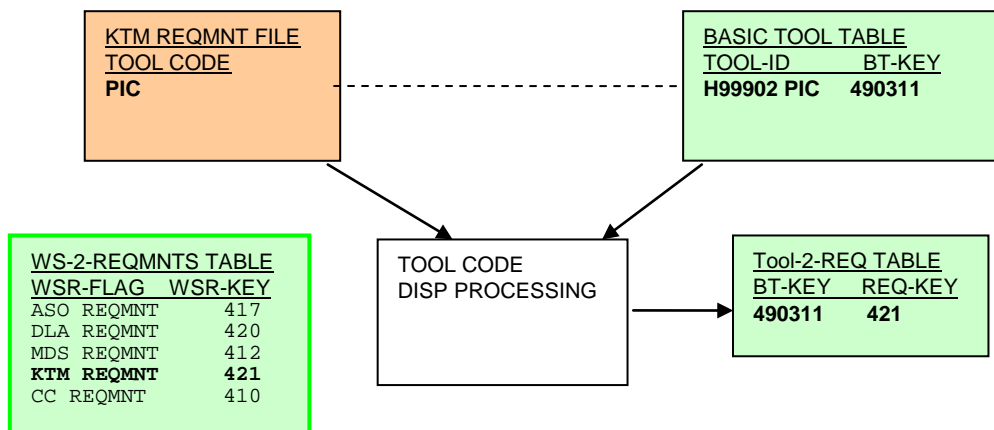 KTM REQMNT FILE
TOOL CODE
PIC
BASIC TOOL TABLE
TOOL-ID BT-KEY
H99902 PIC 490311
WS-2-REQMNTS TABLE
WSR-FLAG WSR-KEY
ASO REQMNT 417
DLA REQMNT 420
MDS REQMNT 412
KTM REQMNT 421
CC REQMNT 410
TOOL CODE
DISP PROCESSING
Tool-2-REQ TABLE
BT-KEY REQ-KEY
490311 421